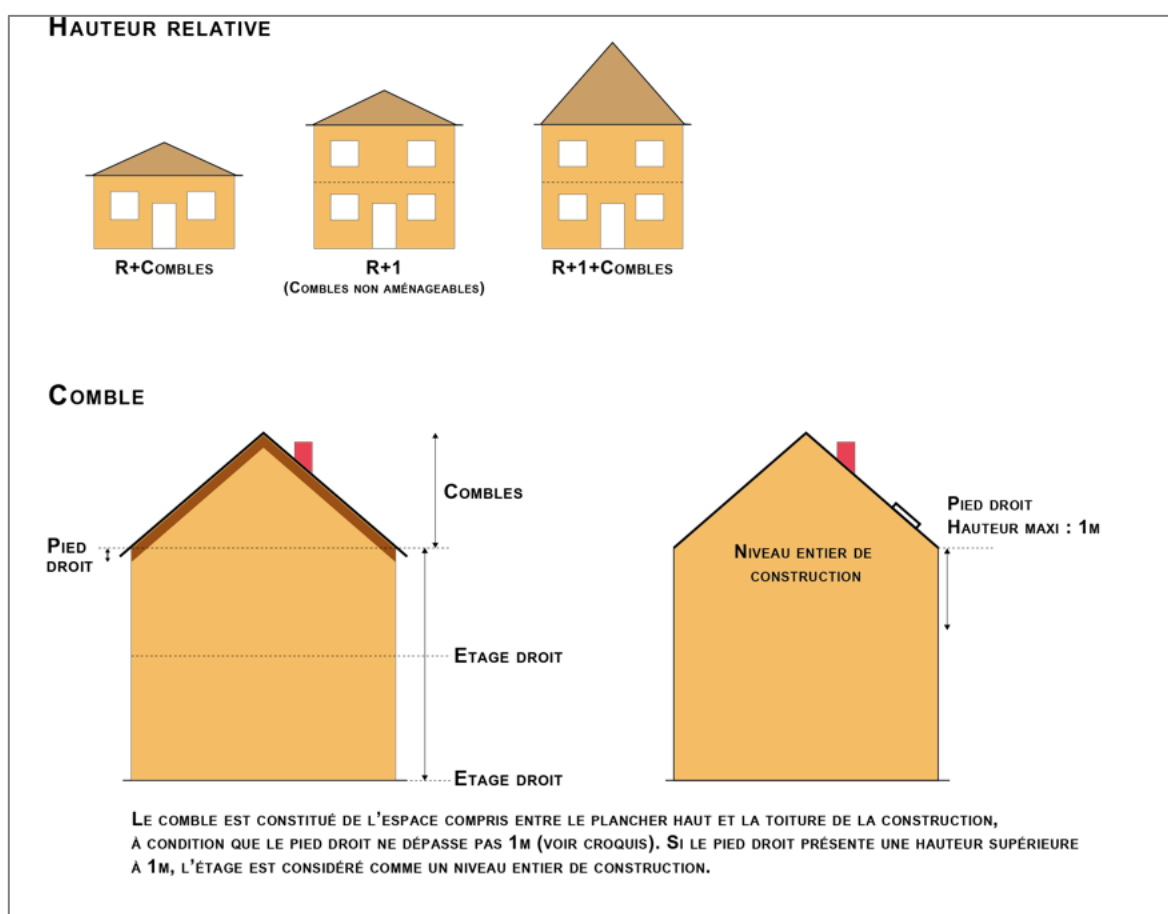 HAUTEUR RELATIVE
R+COMBLES
R+1
(COMBLES NON AMÉNAGEABLES)
R+1+COMBLES
COMBLE
COMBLES
PIED
DROIT
ETAGE DROIT
ETAGE DROIT
PIED DROIT
HAUTEUR MAXI : 1M
NIVEAU ENTIER DE
CONSTRUCTION
LE COMBLE EST CONSTITUÉ DE L'ESPACE COMPRIS ENTRE LE PLANCHER HAUT ET LA TOITURE DE LA CONSTRUCTION,
À CONDITION QUE LE PIED DROIT NE DÉPASSE PAS 1M (VOIR CROQUIS). SI LE PIED DROIT PRÉSENTE UNE HAUTEUR SUPÉRIEURE
À 1M, L'ÉTAGE EST CONSIDÉRÉ COMME UN NIVEAU ENTIER DE CONSTRUCTION.